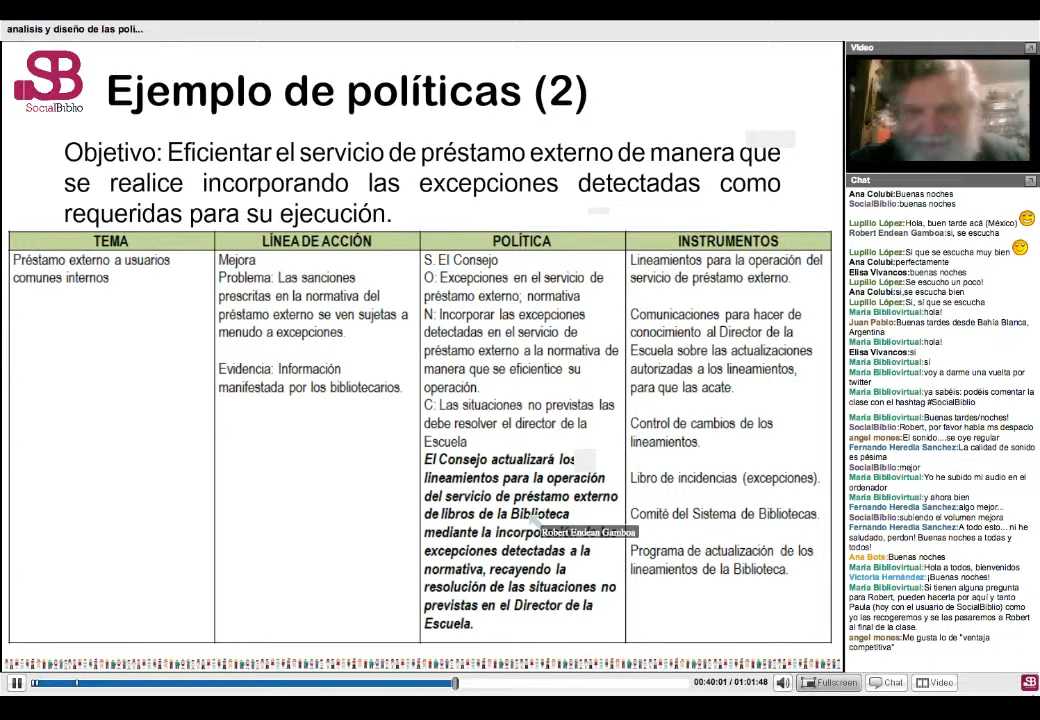 analisis y diseño de las poli...
SB
SocialBiblio
Ejemplo de políticas (2)
Objetivo: Eficientar el servicio de préstamo externo de manera que
se realice incorporando las excepciones detectadas como
requeridas para su ejecución.
TEMA
Préstamo externo a usuarios
comunes internos
LÍNEA DE ACCIÓN
Mejora
Problema: Las sanciones
prescritas en la normativa del
préstamo externo se ven sujetas a
menudo a excepciones.
Evidencia: Información
manifestada por los bibliotecarios.
POLÍTICA
S. El Consejo
O: Excepciones en el servicio de
préstamo externo; normativa
N: Incorporar las excepciones
detectadas en el servicio de
préstamo externo a la normativa de
manera que se eficientice su
operación.
C: Las situaciones no previstas las
debe resolver el director de la
Escuela
El Consejo actualizará los
lineamientos para la operación
del servicio de préstamo externo
de libros de la Biblioteca
mediante la incorpo
excepciones detectadas a la
normativa, recayendo la
resolución de las situaciones no
previstas en el Director de la
Escuela.
Robert Endean Gamboa
INSTRUMENTOS
Lineamientos para la operación del
servicio de préstamo externo.
Comunicaciones para hacer de
conocimiento al Director de la
Escuela sobre las actualizaciones
autorizadas a los lineamientos,
para que las acate.
Control de cambios de los
lineamientos.
Libro de incidencias (excepciones).
Comité del Sistema de Bibliotecas.
Programa de actualización de los
lineamientos de la Biblioteca.
Video
Chat
Ana Colubi:Buenas noches
SocialBiblio:buenas noches
Lupillo López:Hola, buen tarde acá (México)
Robert Endean Gamboa:si, se escucha
Lupillo López:Si que se escucha muy bien
Ana Colubi:perfectamente
Elisa Vivancos:buenas noches
Lupillo López:Se escucho un poco!
Ana Colubi:si,se escucha bien
Lupillo López:Si, sí que se escucha
María Bibliovirtual:hola!
Juan Pablo:Buenas tardes desde Bahía Blanca,
Argentina
María Bibliovirtual:hola!
Elisa Vivancos:si
María Bibliovirtual:sí
María Bibliovirtual:voy a darme una vuelta por
twitter
María Bibliovirtual:ya sabéis: podéis comentar la
clase con el hashtag #SocialBiblio
María Bibliovirtual:Buenas tardes/noches!
SocialBiblio:Robert, por favor habla ms despacio
angel mones:El sonido....se oye regular
Fernando Heredia Sanchez:La calidad de sonido
es pésima
SocialBiblio:mejor
María Bibliovirtual:Yo he subido mi audio en el
ordenador
María Bibliovirtual:y ahora bien
Fernando Heredia Sanchez:algo mejor...
SocialBiblio:subiendo el volumen mejora
Fernando Heredia Sanchez:A todo esto... ni he
saludado, perdon! Buenas noches a todas y
todos!
Ana Bote:Buenas noches
María Bibliovirtual:Hola a todos, bienvenidos
Victoria Hernández:¡Buenas noches!
María Bibliovirtual:Si tienen alguna pregunta
para Robert, pueden hacerla por aquí y tanto
Paula (hoy con el usuario de SocialBiblio) como
yo las recogeremos y se las pasaremos a Robert
al final de la clase.
angel mones:Me gusta lo de "ventaja
competitiva"
00:40:01 / 01:01:48
Fullscreen
Chat
Video
SB